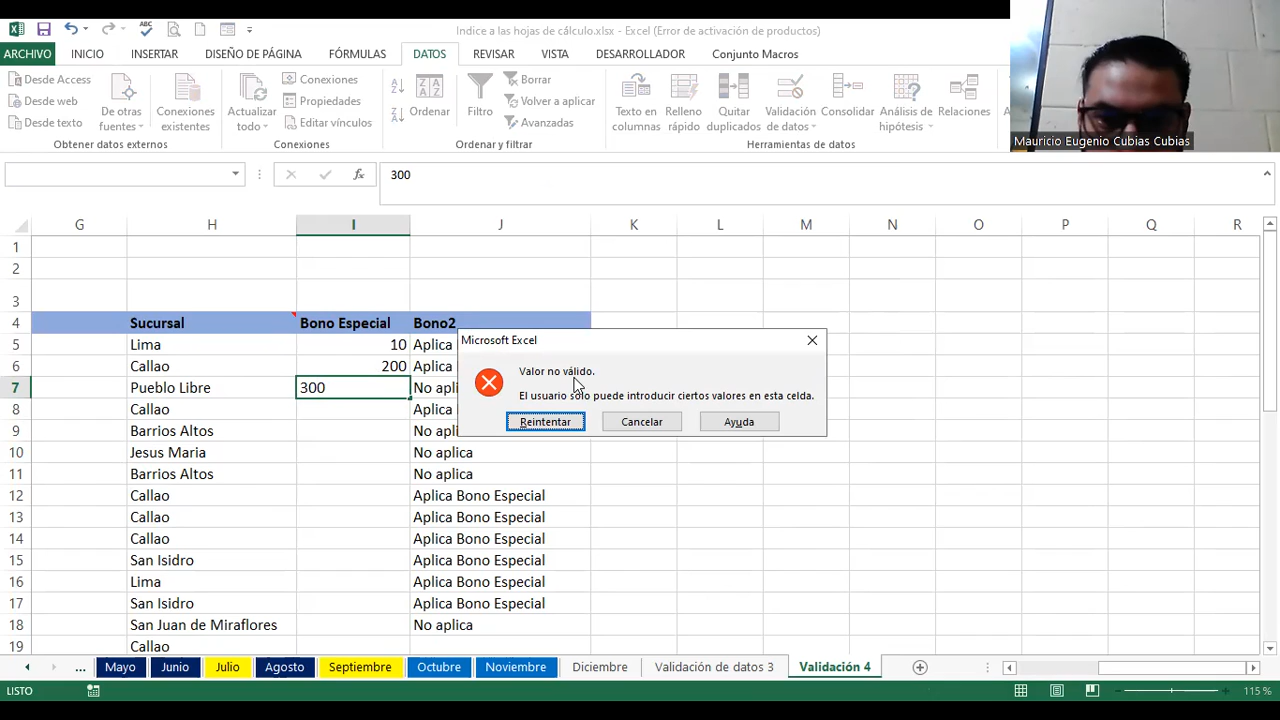 Indice a las hojas de cálculo.xlsx - Excel (Error de activación de productos)
ARCHIVO INICIO INSERTAR DISEÑO DE PÁGINA FÓRMULAS DATOS REVISAR VISTA DESARROLLADOR Conjunto Macros
Desde Access
Desde web
Desde texto
De otras fuentes
Conexiones existentes
Actualizar todo
Conexiones
Propiedades
Editar vínculos
Ordenar
Filtro
Borrar
Volver a aplicar
Avanzadas
Texto en columnas
Relleno rápido
Quitar duplicados
Validación de datos
Consolidar
Análisis de hipótesis
Relaciones
Obtener datos externos Conexiones Ordenar y filtrar Herramientas de datos
Mauricio Eugenio Cubias Cubias
300
G H I J K L M N O P Q R
1
2
3
4 Sucursal Bono Especial Bono2
5 Lima 10 Aplica
6 Callao 200 Aplica
7 Pueblo Libre 300 No apli
8 Callao Aplica
9 Barrios Altos No apli
10 Jesus Maria No aplica
11 Barrios Altos No aplica
12 Callao Aplica Bono Especial
13 Callao Aplica Bono Especial
14 Callao Aplica Bono Especial
15 San Isidro Aplica Bono Especial
16 Lima Aplica Bono Especial
17 San Isidro Aplica Bono Especial
18 San Juan de Miraflores No aplica
19 Callao
Microsoft Excel
Valor no válido.
El usuario solo puede introducir ciertos valores en esta celda.
Reintentar Cancelar Ayuda
... Mayo Junio Julio Agosto Septiembre Octubre Noviembre Diciembre Validación de datos 3 Validación 4
LISTO 115 %